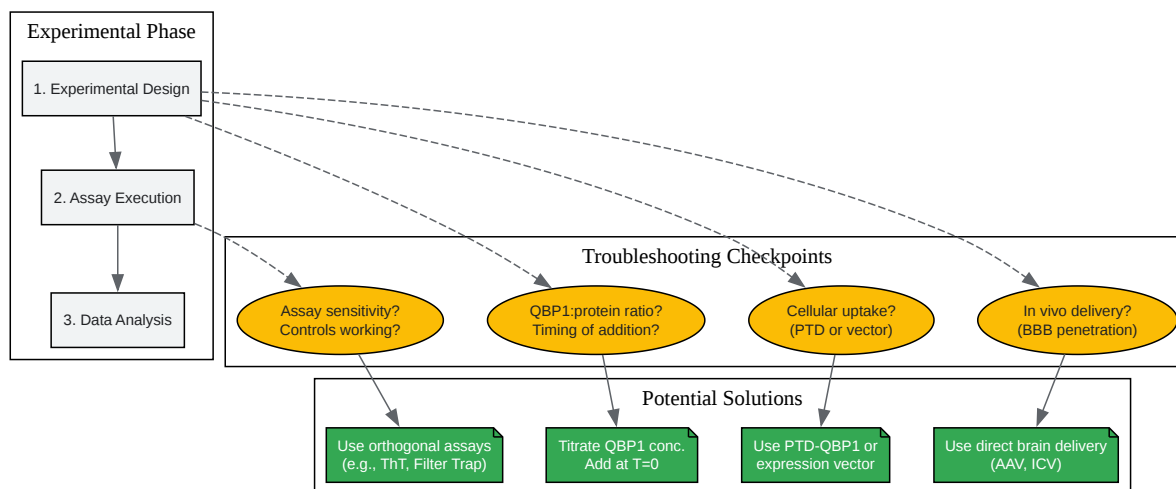 Experimental Phase
1. Experimental Design
2. Assay Execution
3. Data Analysis
Troubleshooting Checkpoints
Assay sensitivity?
Controls working?
QBP1:protein ratio?
Timing of addition?
Cellular uptake?
(PTD or vector)
In vivo delivery?
(BBB penetration)
Potential Solutions
Use orthogonal assays
(e.g., ThT, Filter Trap)
Titrate QBP1 conc.
Add at T=0
Use PTD-QBP1 or
expression vector
Use direct brain delivery
(AAV, ICV)